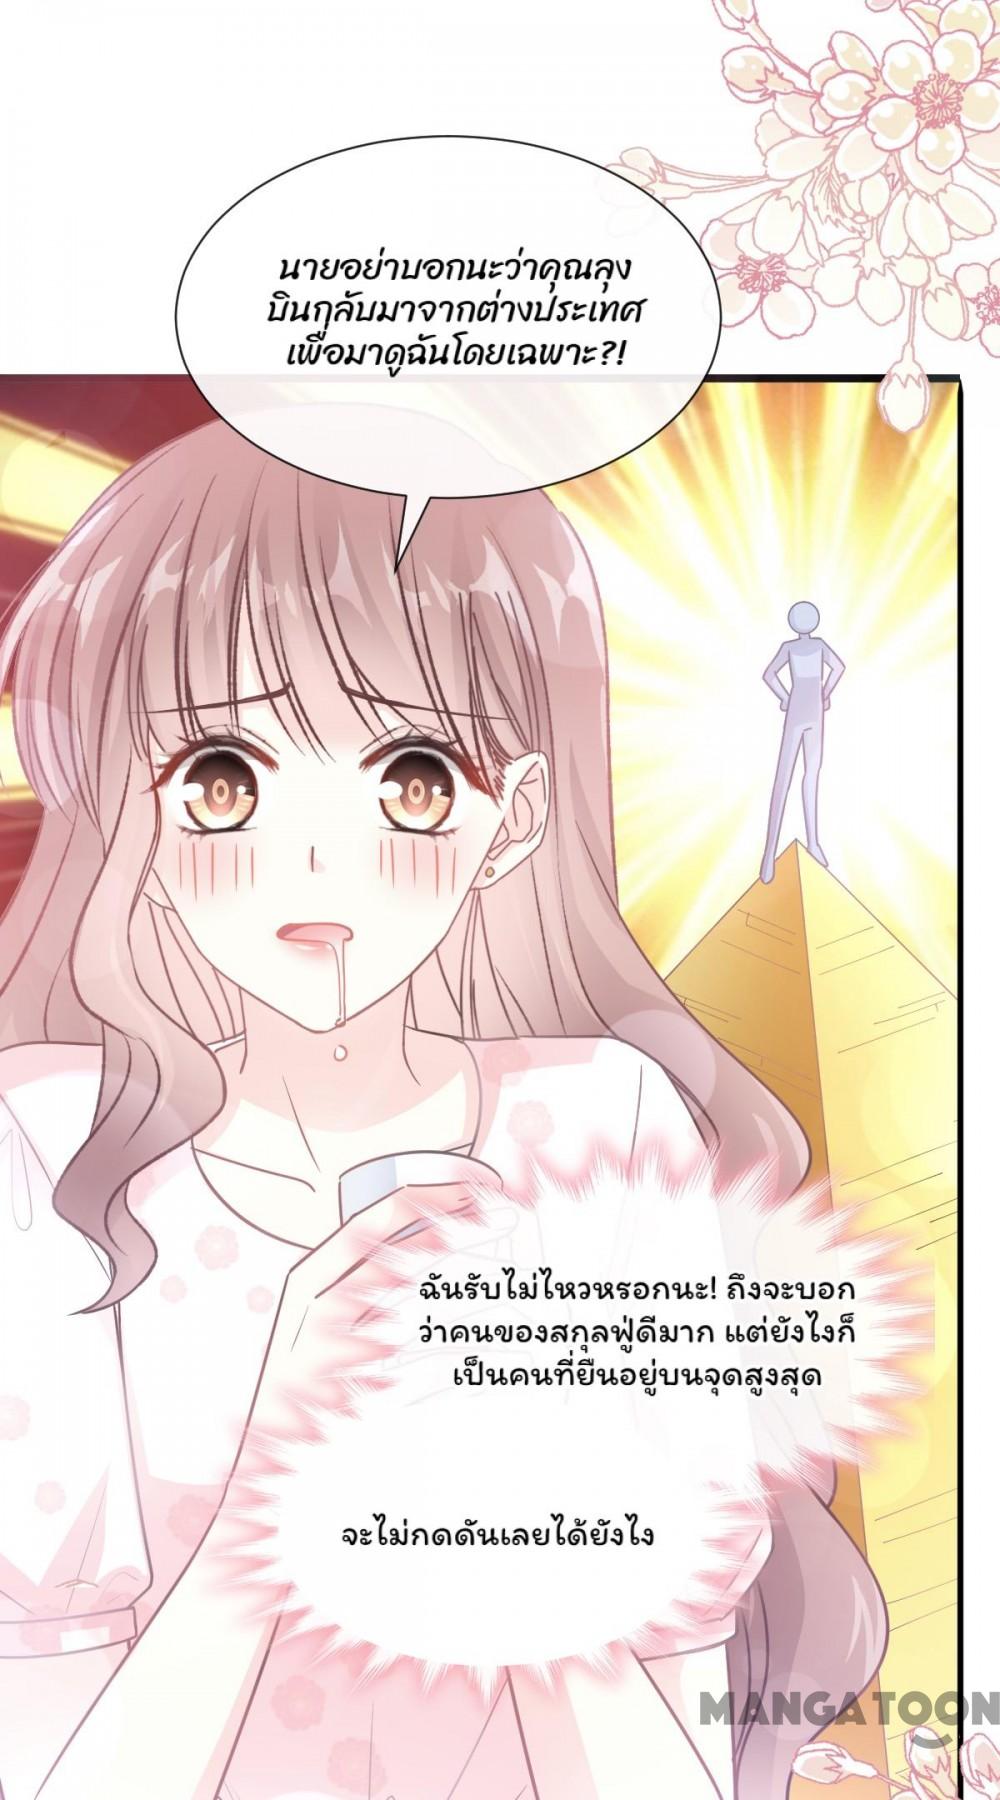 นายอย่าบอกนะว่าคุณลุง
บินกลับมาจากต่างประเทศ
เพื่อมาดูฉันโดยเฉพาะ?!
ฉันรับไม่ไหวหรอกนะ! ถึงจะบอก
ว่าคนของสกุลฟู่ดีมาก แต่ยังไงก็
เป็นคนที่ยืนอยู่บนจุดสูงสุด
จะไม่กดดันเลยได้ยังไง
MANGATOON